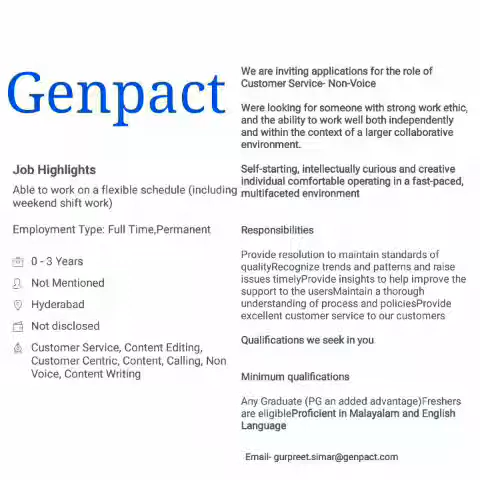 Genpact
Job Highlights
Able to work on a flexible schedule (including
weekend shift work)
Employment Type: Full Time,Permanent
0 - 3 Years
Not Mentioned
Hyderabad
Not disclosed
Customer Service, Content Editing,
Customer Centric, Content, Calling, Non
Voice, Content Writing
We are inviting applications for the role of
Customer Service- Non-Voice
Were looking for someone with strong work ethic,
and the ability to work well both independently
and within the context of a larger collaborative
environment.
Self-starting, intellectually curious and creative
individual comfortable operating in a fast-paced,
multifaceted environment
Responsibilities
Provide resolution to maintain standards of
qualityRecognize trends and patterns and raise
issues timelyProvide insights to help improve the
support to the usersMaintain a thorough
understanding of process and policiesProvide
excellent customer service to our customers
Qualifications we seek in you
Minimum qualifications
Any Graduate (PG an added advantage)Freshers
are eligibleProficient in Malayalam and English
Language
Email- gurpreet.simar@genpact.com